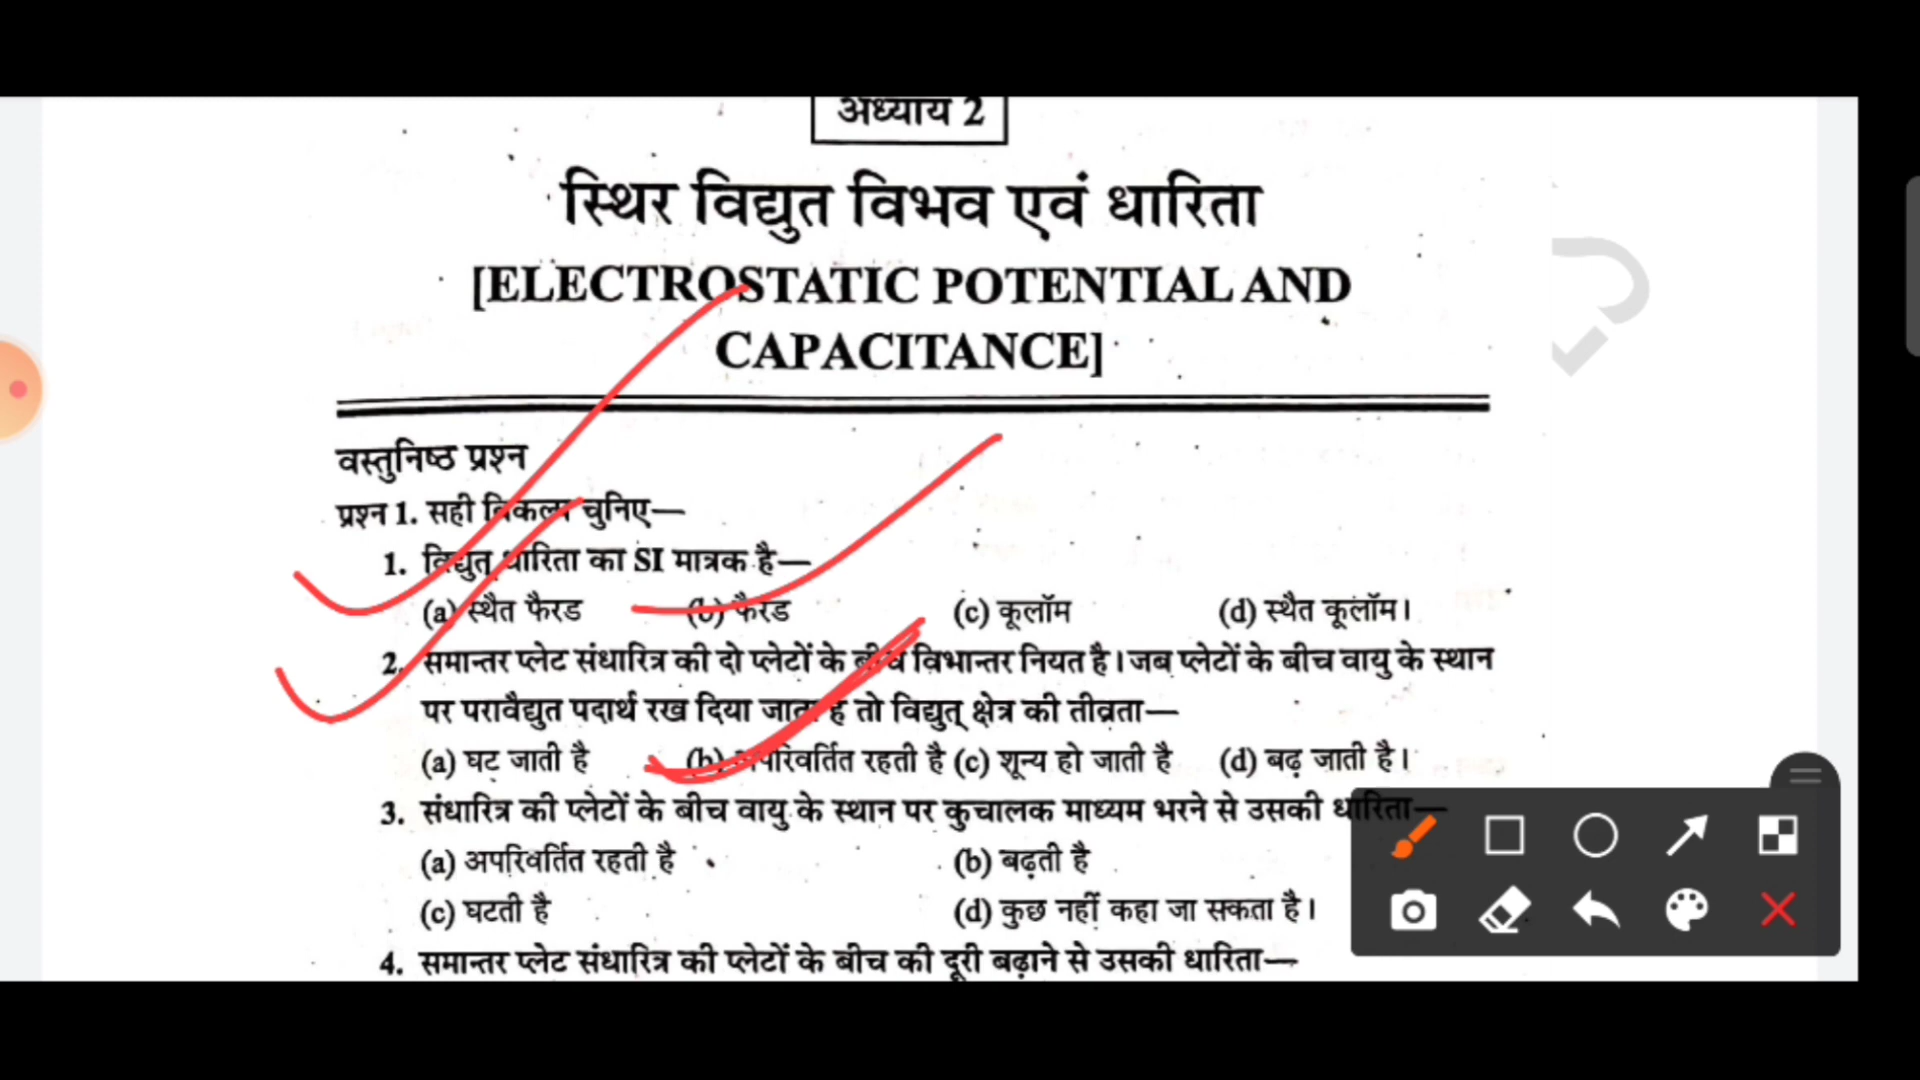 अध्याय 2
स्थिर विद्युत विभव एवं धारिता
[ELECTROSTATIC POTENTIAL AND
CAPACITANCE]
वस्तुनिष्ठ प्रश्न
प्रश्न 1. सही विकल्प चुनिए—
1. विद्युत् धारिता का SI मात्रक है—
(a) स्थैत फैरड (b) फैरड (c) कूलॉम (d) स्थैत कूलॉम।
2. समान्तर प्लेट संधारित्र की दो प्लेटों के बीच विभान्तर नियत है। जब प्लेटों के बीच वायु के स्थान
पर परावैद्युत पदार्थ रख दिया जाता है तो विद्युत् क्षेत्र की तीव्रता—
(a) घट जाती है (b) अपरिवर्तित रहती है (c) शून्य हो जाती है (d) बढ़ जाती है।
3. संधारित्र की प्लेटों के बीच वायु के स्थान पर कुचालक माध्यम भरने से उसकी धारिता—
(a) अपरिवर्तित रहती है (b) बढ़ती है
(c) घटती है (d) कुछ नहीं कहा जा सकता है।
4. समान्तर प्लेट संधारित्र की प्लेटों के बीच की दूरी बढ़ाने से उसकी धारिता—